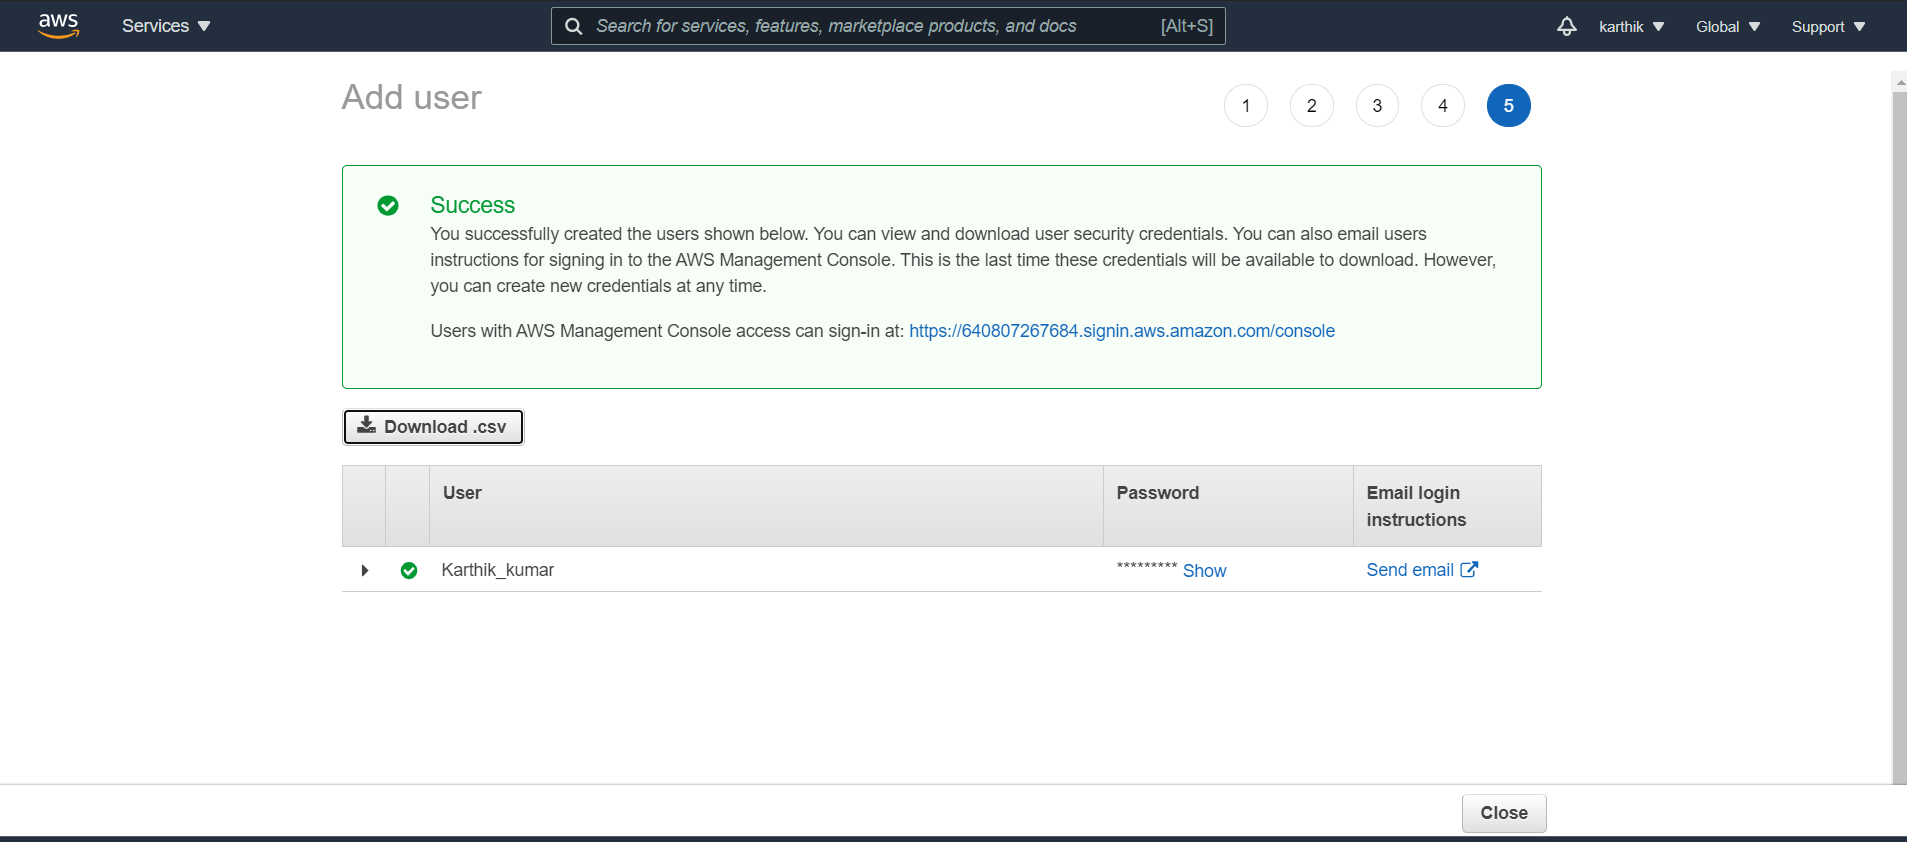 aws
Services
Search for services, features, marketplace products, and docs [Alt+S]
karthik
Global
Support
Add user
1 2 3 4 5
Success
You successfully created the users shown below. You can view and download user security credentials. You can also email users
instructions for signing in to the AWS Management Console. This is the last time these credentials will be available to download. However,
you can create new credentials at any time.
Users with AWS Management Console access can sign-in at: https://640807267684.signin.aws.amazon.com/console
Download .csv
User
Password
Email login
instructions
Karthik_kumar
********* Show
Send email
Close